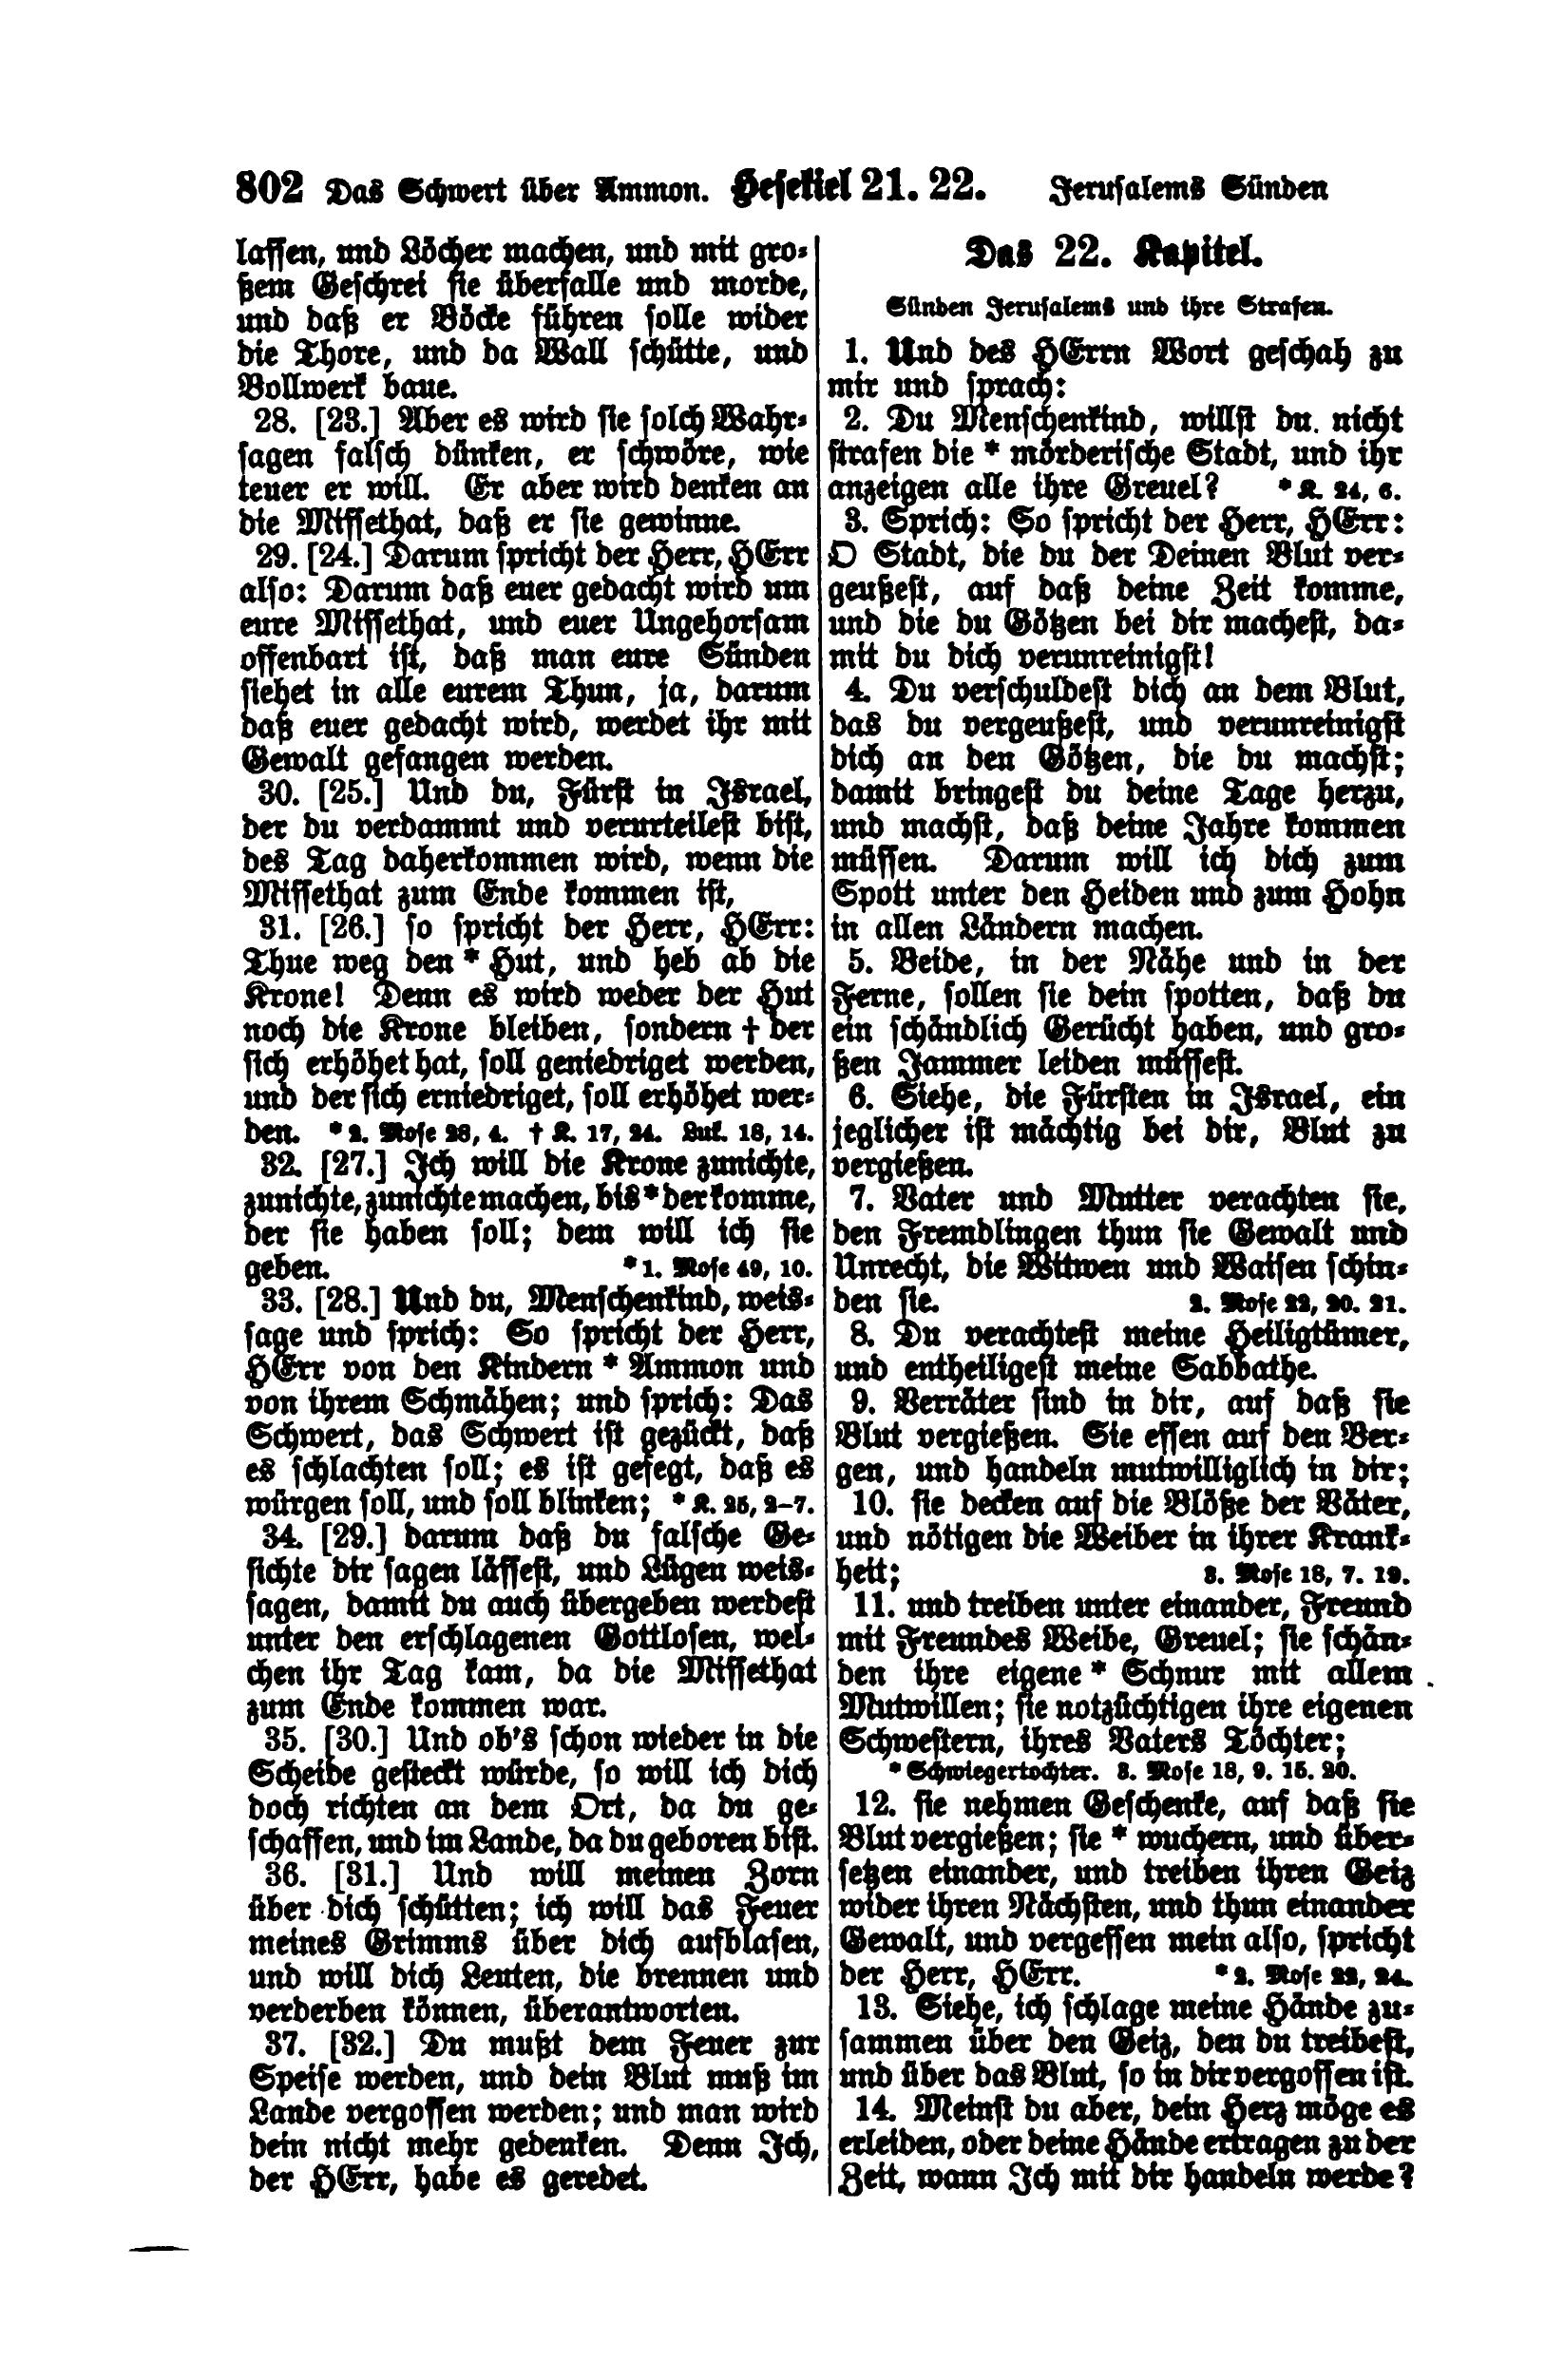 802 Das Schwert über Ammon. Hesekiel 21. 22. Jerusalems Sünden
lassen, und Löcher machen, und mit gro-
ßem Geschrei sie überfalle und morde,
und daß er Böcke führen solle wider
die Thore, und da Wall schütte, und
Bollwerk baue.
28. [23.] Aber es wird sie solch Wahr-
sagen falsch dünken, er schwöre, wie
teuer er will. Er aber wird denken an
die Missethat, daß er sie gewinne.
29. [24.] Darum spricht der Herr, HErr
also: Darum daß euer gedacht wird um
eure Missethat, und euer Ungehorsam
offenbart ist, daß man eure Sünden
siehet in alle eurem Thun, ja, darum
daß euer gedacht wird, werdet ihr mit
Gewalt gefangen werden.
30. [25.] Und du, Fürst in Israel,
der du verdammt und verurteilest bist,
des Tag daherkommen wird, wenn die
Missethat zum Ende kommen ist,
31. [26.] so spricht der Herr, HErr:
Thue weg den * Hut, und heb ab die
Krone! Denn es wird weder der Hut
noch die Krone bleiben, sondern † der
sich erhöhet hat, soll geniedriget werden,
und der sich erniedriget, soll erhöhet wer-
den. *2. Mose 28, 4. † K. 17, 24. Luk. 18, 14.
32. [27.] Ich will die Krone zunichte,
zunichte, zunichte machen, bis * der komme,
der sie haben soll; dem will ich sie
geben. *1. Mose 49, 10.
33. [28.] Und du, Menschenkind, weis-
sage und sprich: So spricht der Herr,
HErr von den Kindern * Ammon und
von ihrem Schmähen; und sprich: Das
Schwert, das Schwert ist gezückt, daß
es schlachten soll; es ist gefegt, daß es
würgen soll, und soll blinken; *K. 25, 2–7.
34. [29.] darum daß du falsche Ge-
sichte dir sagen lässest, und Lügen weis-
sagen, damit du auch übergeben werdest
unter den erschlagenen Gottlosen, wel-
chen ihr Tag kam, da die Missethat
zum Ende kommen war.
35. [30.] Und ob's schon wieder in die
Scheide gesteckt würde, so will ich dich
doch richten an dem Ort, da du ge-
schaffen, und im Lande, da du geboren bist.
36. [31.] Und will meinen Zorn
über dich schütten; ich will das Feuer
meines Grimms über dich aufblasen,
und will dich Leuten, die brennen und
verderben können, überantworten.
37. [32.] Du mußt dem Feuer zur
Speise werden, und dein Blut muß im
Lande vergossen werden; und man wird
dein nicht mehr gedenken. Denn Ich,
der HErr, habe es geredet.
Das 22. Kapitel.
Sünden Jerusalems und ihre Strafen.
1. Und des HErrn Wort geschah zu
mir und sprach:
2. Du Menschenkind, willst du nicht
strafen die * mörderische Stadt, und ihr
anzeigen alle ihre Greuel? *K. 24, 6.
3. Sprich: So spricht der Herr, HErr:
O Stadt, die du der Deinen Blut ver-
geußest, auf daß deine Zeit komme,
und die du Götzen bei dir machest, da-
mit du dich verunreinigst!
4. Du verschuldest dich an dem Blut,
das du vergeußest, und verunreinigst
dich an den Götzen, die du machst;
damit bringest du deine Tage herzu,
und machst, daß deine Jahre kommen
müssen. Darum will ich dich zum
Spott unter den Heiden und zum Hohn
in allen Ländern machen.
5. Beide, in der Nähe und in der
Ferne, sollen sie dein spotten, daß du
ein schändlich Gerücht haben, und gro-
ßen Jammer leiden müssest.
6. Siehe, die Fürsten in Israel, ein
jeglicher ist mächtig bei dir, Blut zu
vergießen.
7. Vater und Mutter verachten sie,
den Fremdlingen thun sie Gewalt und
Unrecht, die Witwen und Waisen schin-
den sie. 2. Mose 22, 20. 21.
8. Du verachtest meine Heiligtümer,
und entheiligest meine Sabbathe.
9. Verräter sind in dir, auf daß sie
Blut vergießen. Sie essen auf den Ber-
gen, und handeln mutwilliglich in dir;
10. sie decken auf die Blöße der Väter,
und nötigen die Weiber in ihrer Krank-
heit; 3. Mose 18, 7. 19.
11. und treiben unter einander, Freund
mit Freundes Weibe, Greuel; sie schän-
den ihre eigene * Schnur mit allem
Mutwillen; sie notzüchtigen ihre eigenen
Schwestern, ihres Vaters Töchter;
*Schwiegertochter. 3. Mose 18, 9. 15. 20.
12. sie nehmen Geschenke, auf daß sie
Blut vergießen; sie * wuchern, und über-
setzen einander, und treiben ihren Geiz
wider ihren Nächsten, und thun einander
Gewalt, und vergessen mein also, spricht
der Herr, HErr. *2. Mose 22, 24.
13. Siehe, ich schlage meine Hände zu-
sammen über den Geiz, den du treibest,
und über das Blut, so in dir vergossen ist.
14. Meinst du aber, dein Herz möge es
erleiden, oder deine Hände ertragen zu der
Zeit, wann Ich mit dir handeln werde?